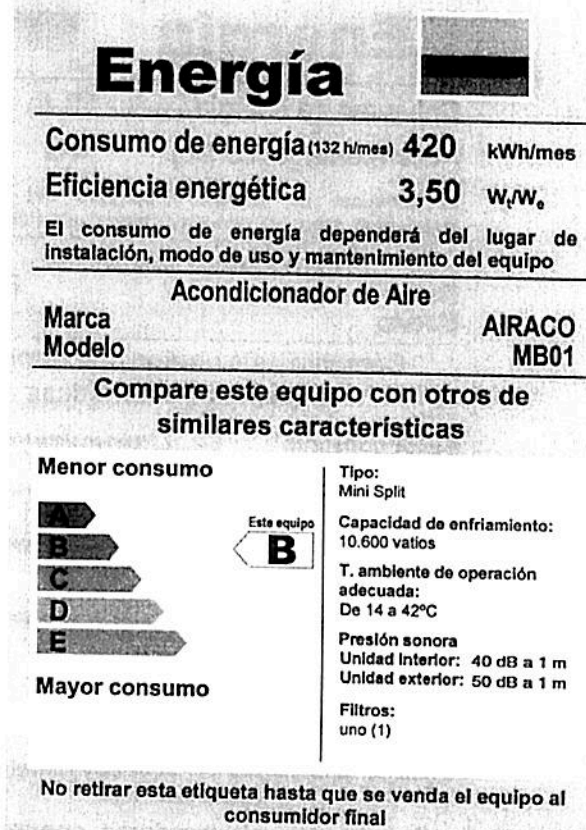 Energía
Consumo de energía (132 h/mes) 420 kWh/mes
Eficiencia energética 3,50 Wt/We
El consumo de energía dependerá del lugar de
instalación, modo de uso y mantenimiento del equipo
Acondicionador de Aire
Marca AIRACO
Modelo MB01
Compare este equipo con otros de
similares características
Menor consumo
A
B
C
D
E
Mayor consumo
Este equipo
B
Tipo:
Mini Split
Capacidad de enfriamiento:
10.600 vatios
T. ambiente de operación
adecuada:
De 14 a 42ºC
Presión sonora
Unidad Interior: 40 dB a 1 m
Unidad exterior: 50 dB a 1 m
Filtros:
uno (1)
No retirar esta etiqueta hasta que se venda el equipo al
consumidor final